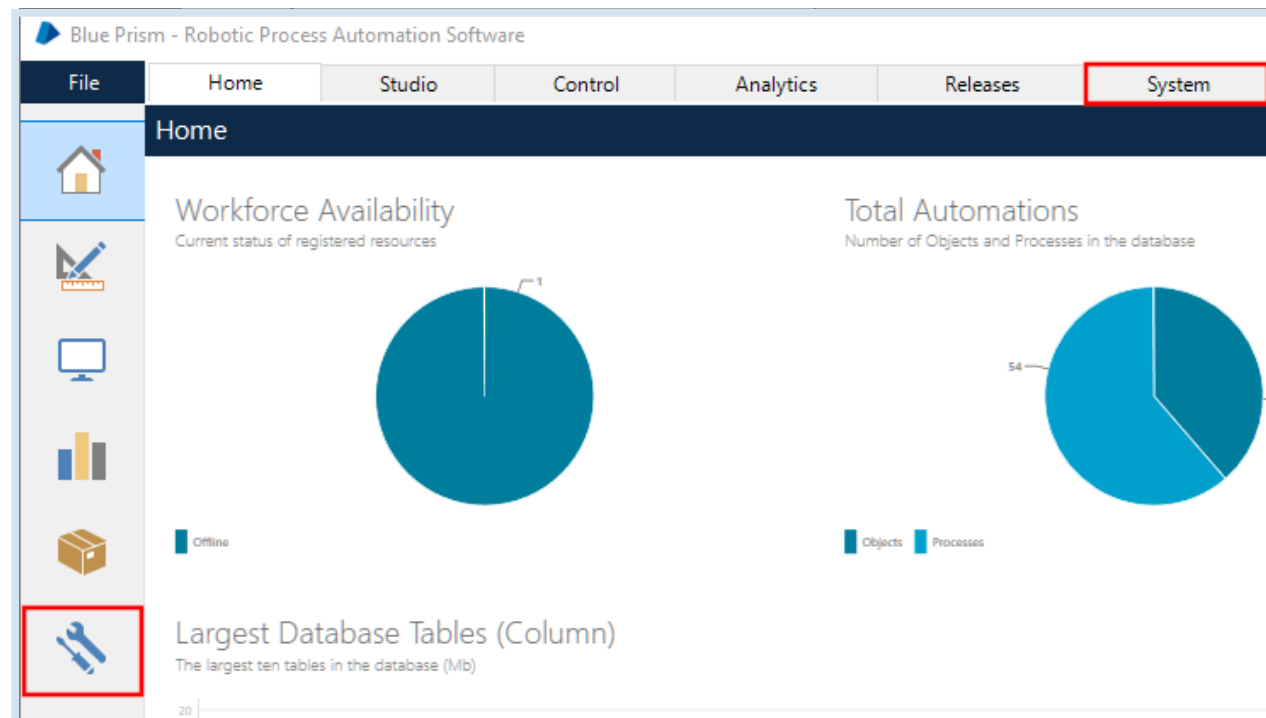 Blue Prism - Robotic Process Automation Software
File Home Studio Control Analytics Releases System
Home
Workforce Availability
Current status of registered resources
1
Offline
Total Automations
Number of Objects and Processes in the database
54
Objects Processes
Largest Database Tables (Column)
The largest ten tables in the database (Mb)
20